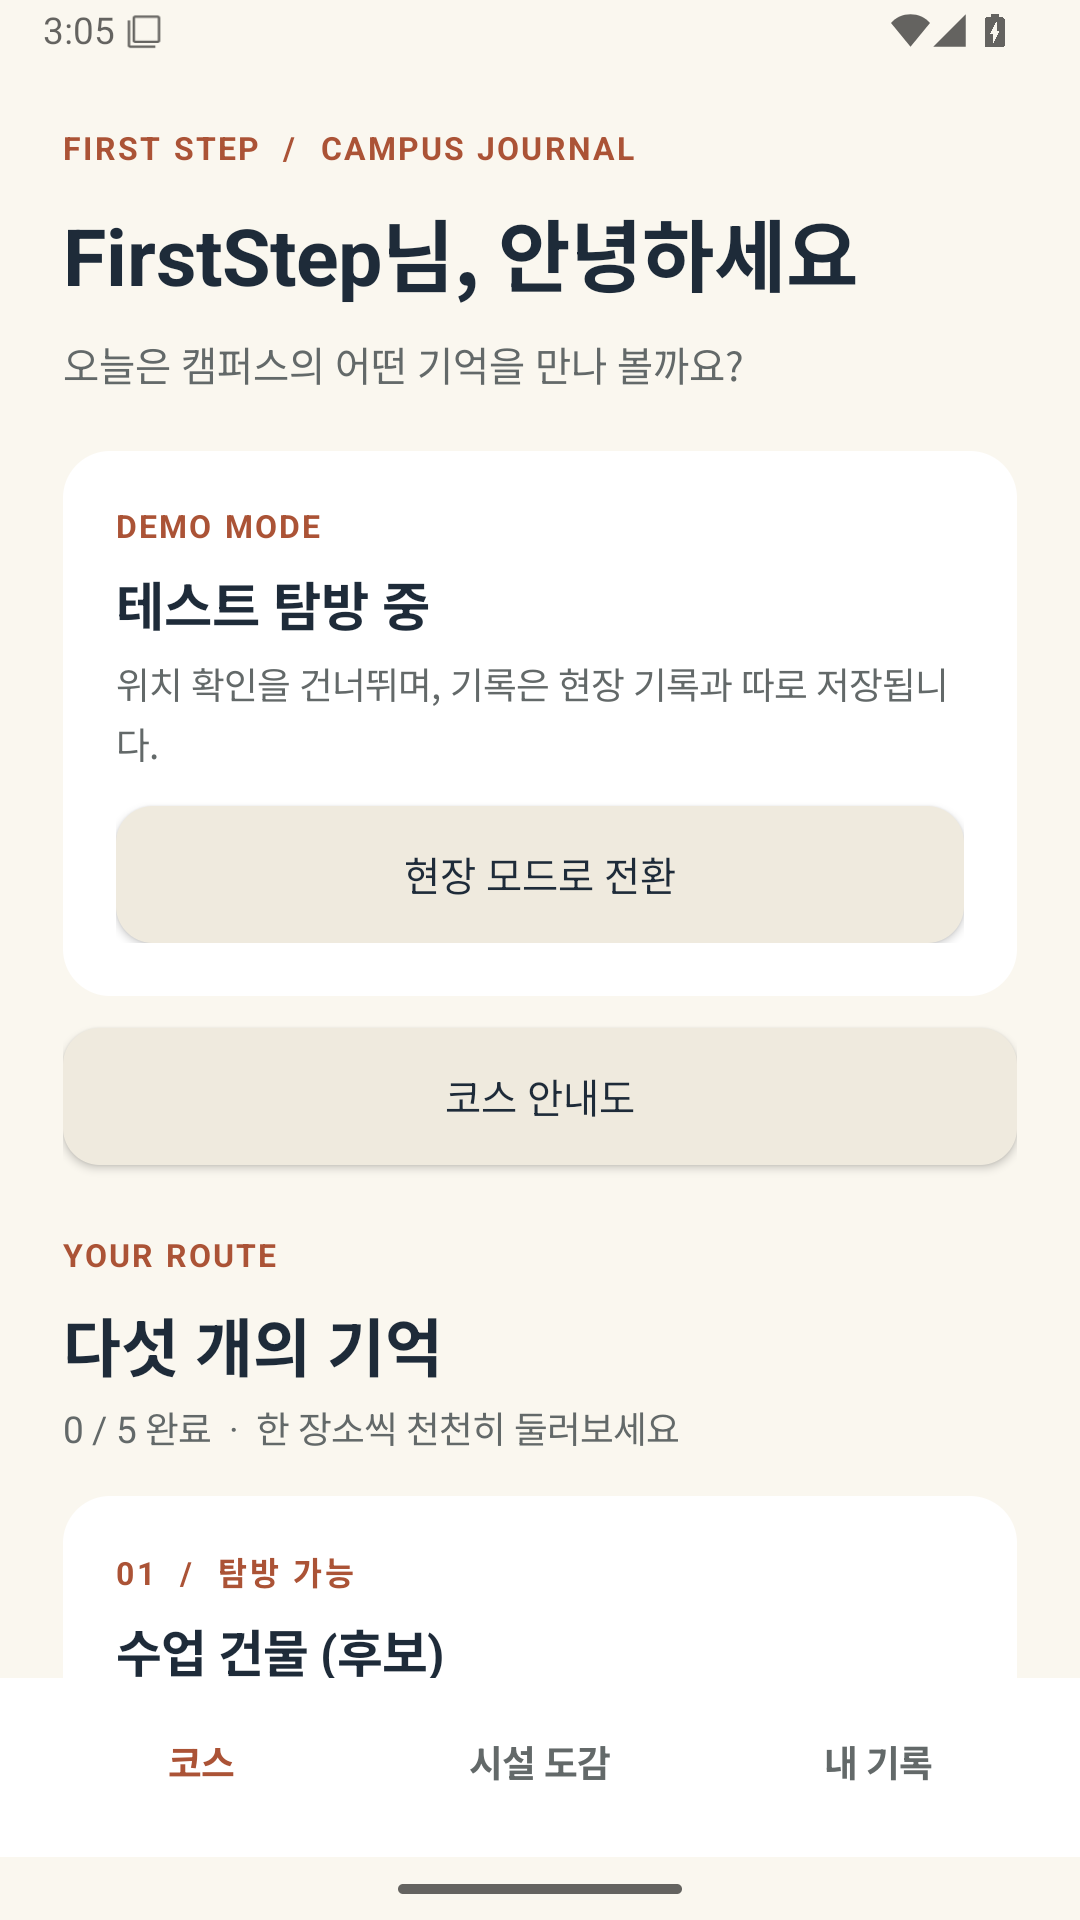 3:05
FIRST STEP / CAMPUS JOURNAL
FirstStep님, 안녕하세요
오늘은 캠퍼스의 어떤 기억을 만나 볼까요?
DEMO MODE
테스트 탐방 중
위치 확인을 건너뛰며, 기록은 현장 기록과 따로 저장됩니
다.
현장 모드로 전환
코스 안내도
YOUR ROUTE
다섯 개의 기억
0 / 5 완료 · 한 장소씩 천천히 둘러보세요
01 / 탐방 가능
수업 건물 (후보)
코스 시설 도감 내 기록